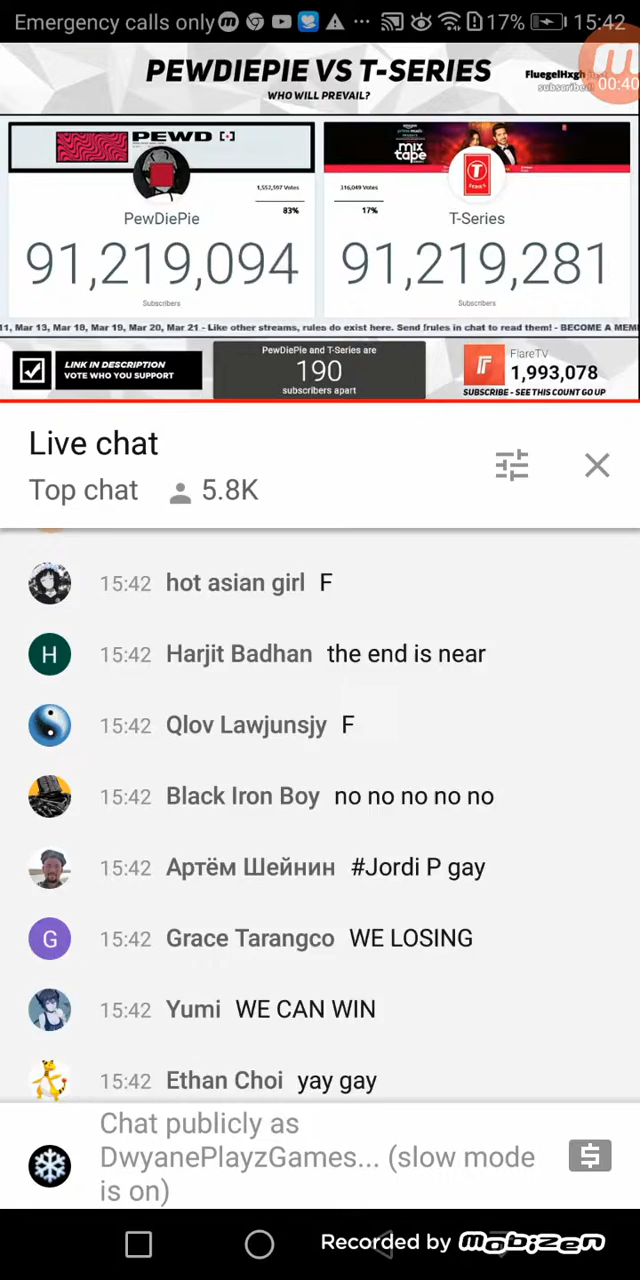 Emergency calls only 17% 15:42
00:40
PEWDIEPIE VS T-SERIES
WHO WILL PREVAIL?
FluegelHxgh
subscribed
PEWD
mix
tape
T
SERIES
1,552,597 Votes
83%
316,049 Votes
17%
PewDiePie
T-Series
91,219,094
91,219,281
Subscribers
Subscribers
11, Mar 13, Mar 18, Mar 19, Mar 20, Mar 21 - Like other streams, rules do exist here. Send !rules in chat to read them! - BECOME A MEM
LINK IN DESCRIPTION
VOTE WHO YOU SUPPORT
PewDiePie and T-Series are
190
subscribers apart
FlareTV
1,993,078
SUBSCRIBE - SEE THIS COUNT GO UP
Live chat
Top chat 5.8K
15:42 hot asian girl F
H 15:42 Harjit Badhan the end is near
15:42 Qlov Lawjunsjy F
15:42 Black Iron Boy no no no no no
15:42 Артём Шейнин #Jordi P gay
G 15:42 Grace Tarangco WE LOSING
15:42 Yumi WE CAN WIN
15:42 Ethan Choi yay gay
Chat publicly as
DwyanePlayzGames... (slow mode
is on)
Recorded by mobizen